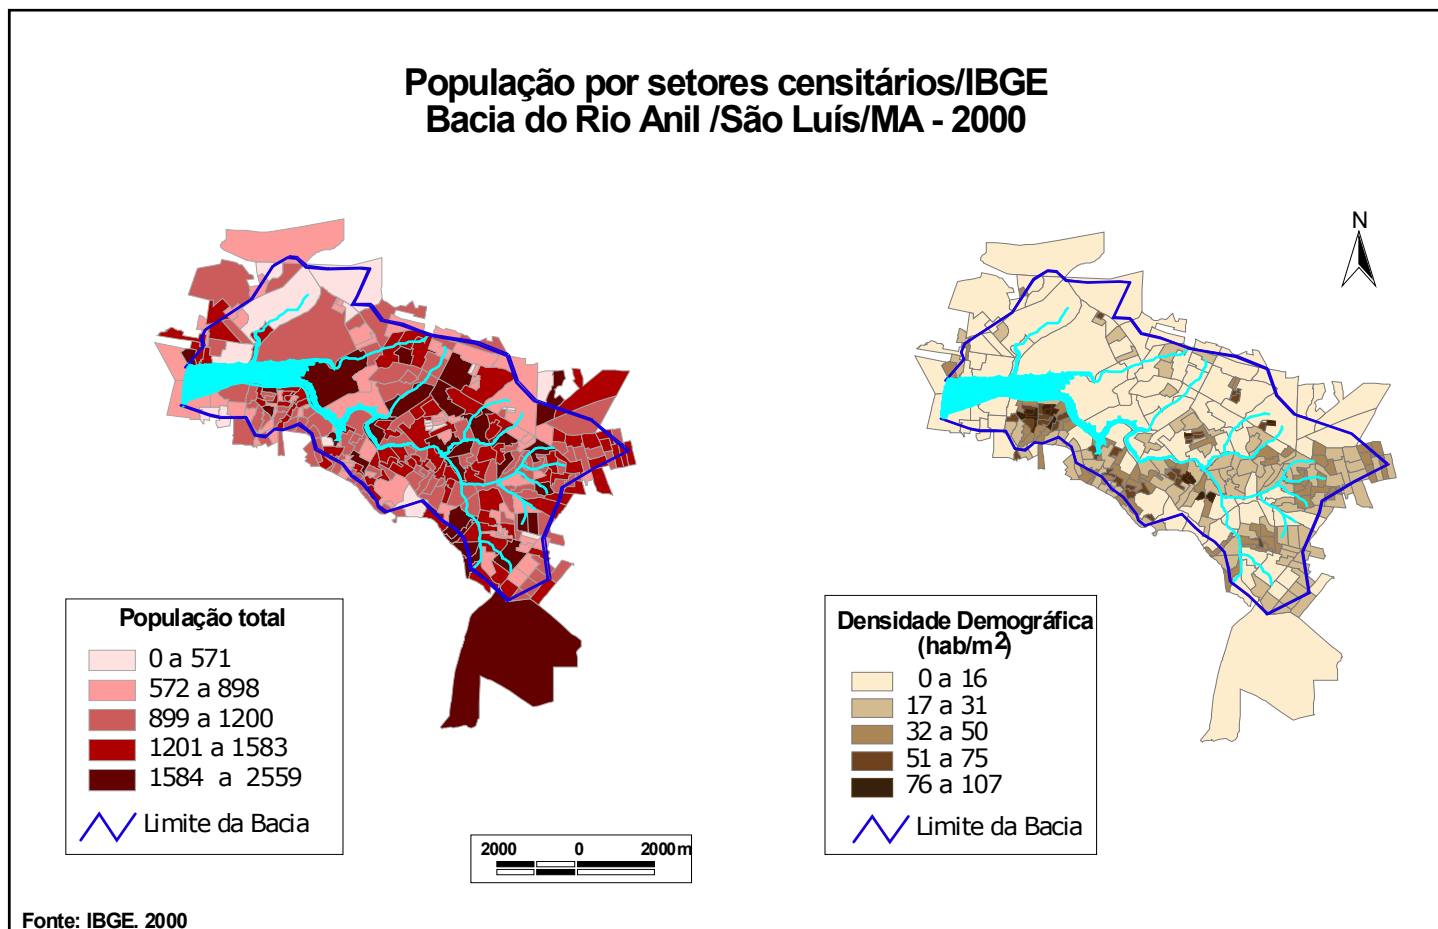 População por setores censitários/IBGE
Bacia do Rio Anil /São Luís/MA - 2000
N
População total
0 a 571
572 a 898
899 a 1200
1201 a 1583
1584 a 2559
Limite da Bacia
2000 0 2000m
Densidade Demográfica
(hab/m²)
0 a 16
17 a 31
32 a 50
51 a 75
76 a 107
Limite da Bacia
Fonte: IBGE. 2000